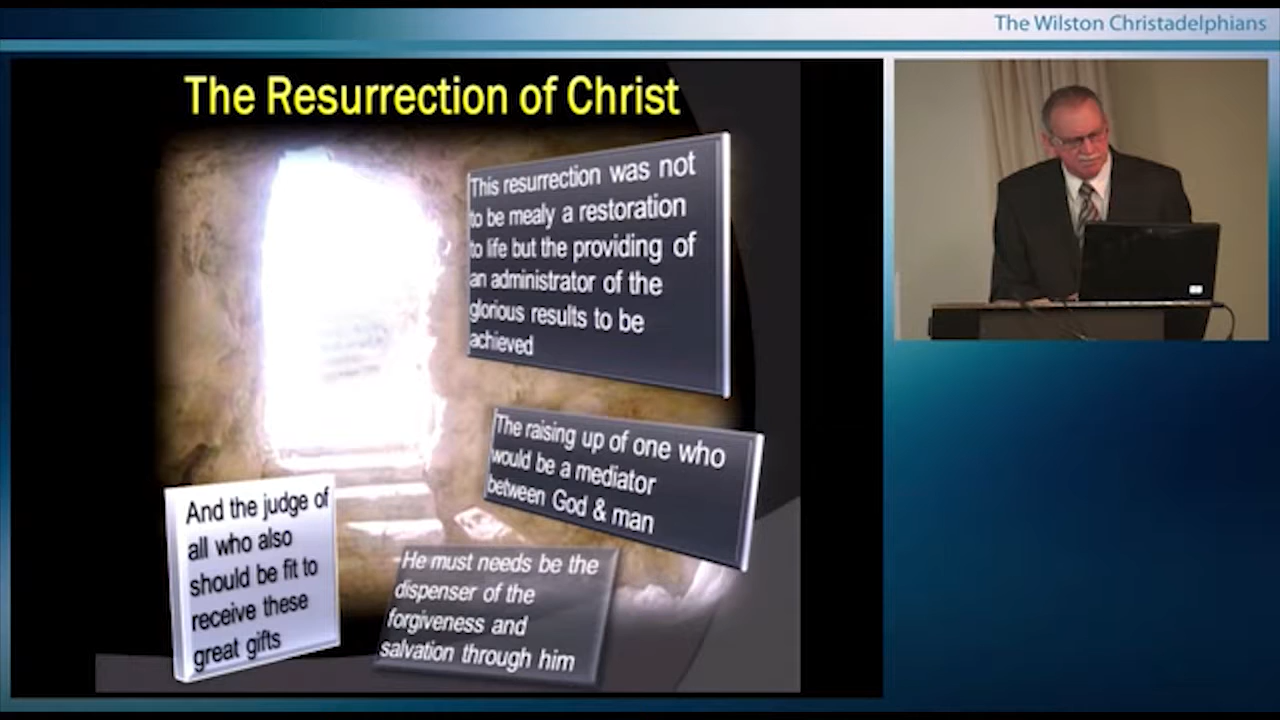 The Wilston Christadelphians
The Resurrection of Christ
This resurrection was not
to be mealy a restoration
to life but the providing of
an administrator of the
glorious results to be
achieved
The raising up of one who
would be a mediator
between God & man
He must needs be the
dispenser of the
forgiveness and
salvation through him
And the judge of
all who also
should be fit to
receive these
great gifts